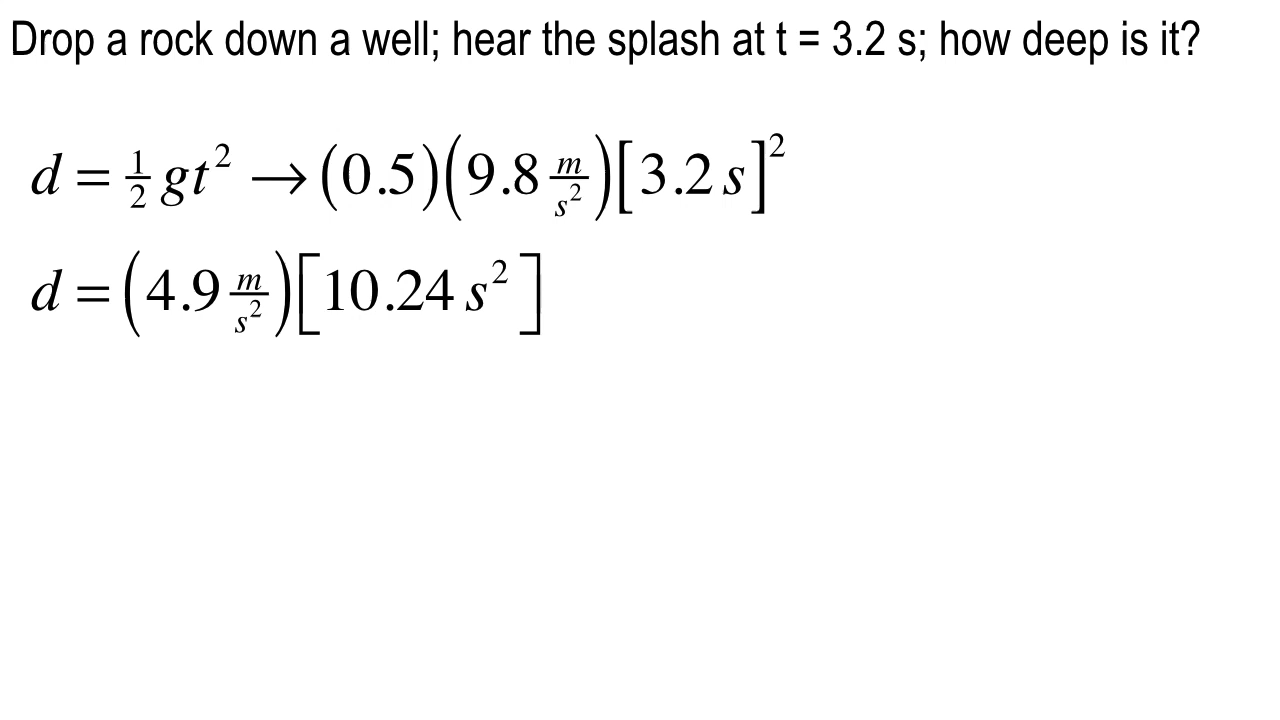 Drop a rock down a well; hear the splash at t = 3.2 s; how deep is it?
d = ½ gt² → (0.5)(9.8 m/s²)[3.2 s]²
d = (4.9 m/s²)[10.24 s²]